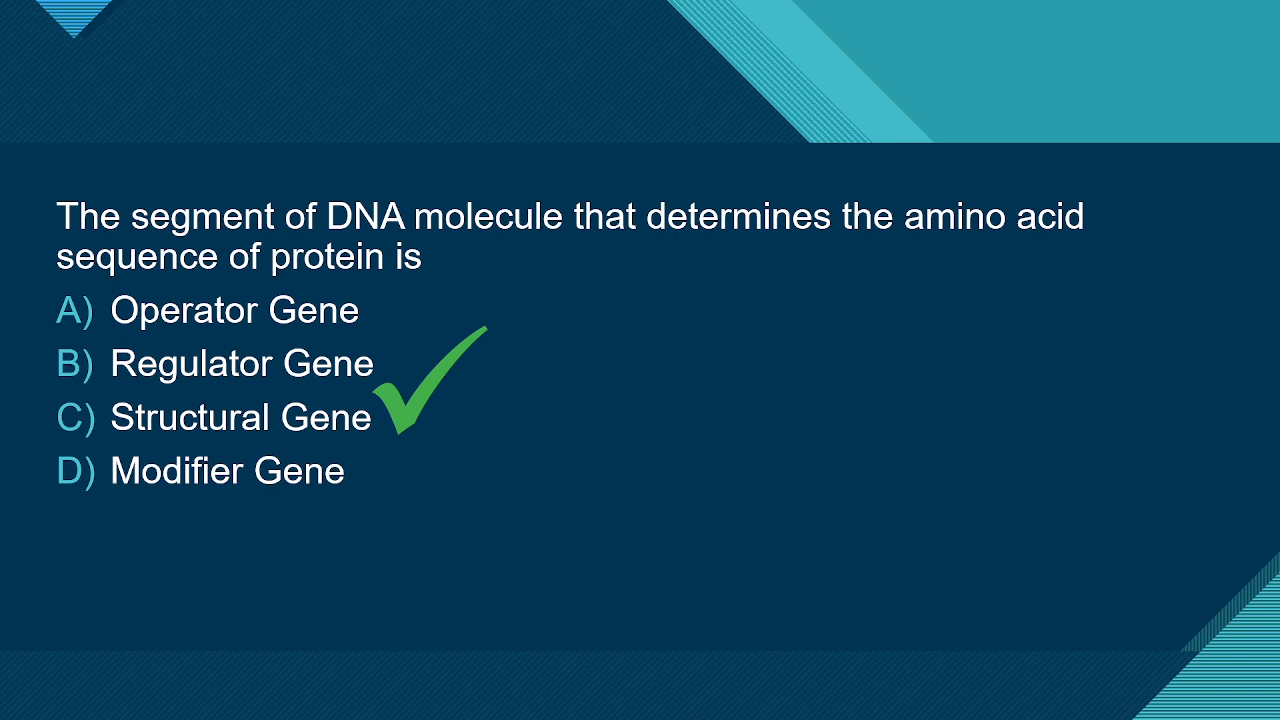 The segment of DNA molecule that determines the amino acid
sequence of protein is
A) Operator Gene
B) Regulator Gene
C) Structural Gene
D) Modifier Gene